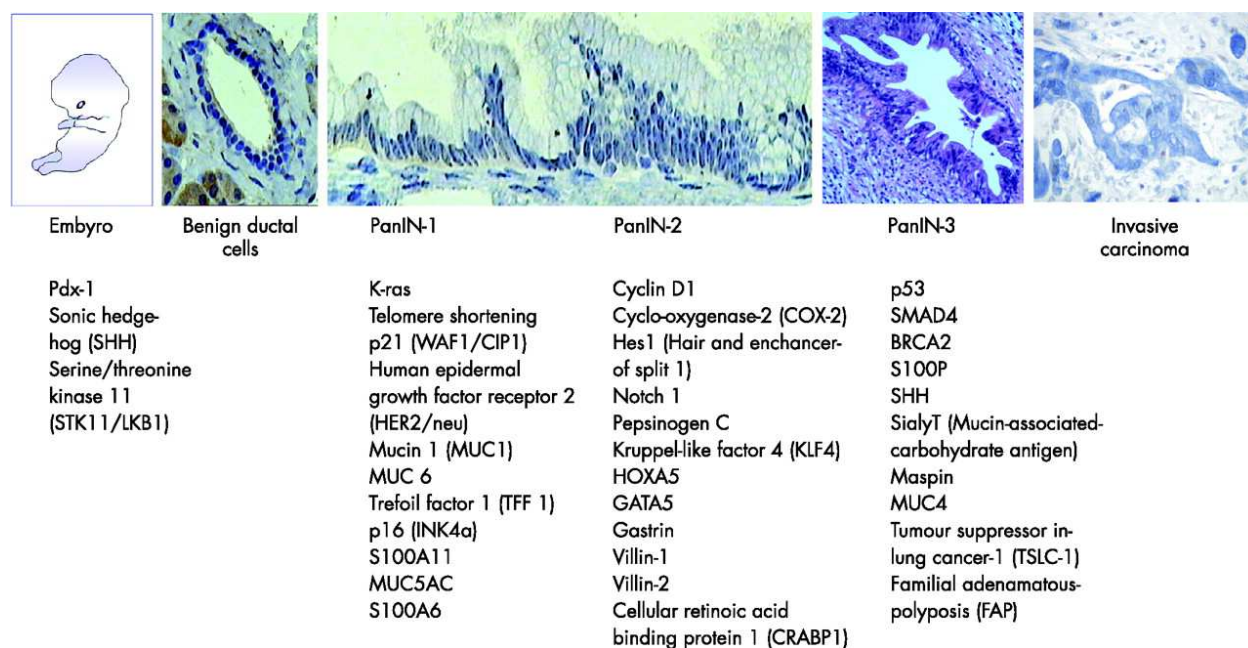 Embyro
Benign ductal
cells
PanIN-1
PanIN-2
PanIN-3
Invasive
carcinoma
Pdx-1
Sonic hedge-
hog (SHH)
Serine/threonine
kinase 11
(STK11/LKB1)
K-ras
Telomere shortening
p21 (WAF1/CIP1)
Human epidermal
growth factor receptor 2
(HER2/neu)
Mucin 1 (MUC1)
MUC 6
Trefoil factor 1 (TFF 1)
p16 (INK4a)
S100A11
MUC5AC
S100A6
Cyclin D1
Cyclo-oxygenase-2 (COX-2)
Hes1 (Hair and enchancer-
of split 1)
Notch 1
Pepsinogen C
Kruppel-like factor 4 (KLF4)
HOXA5
GATA5
Gastrin
Villin-1
Villin-2
Cellular retinoic acid
binding protein 1 (CRABP1)
p53
SMAD4
BRCA2
S100P
SHH
SialyT (Mucin-associated-
carbohydrate antigen)
Maspin
MUC4
Tumour suppressor in-
lung cancer-1 (TSLC-1)
Familial adenamatous-
polyposis (FAP)